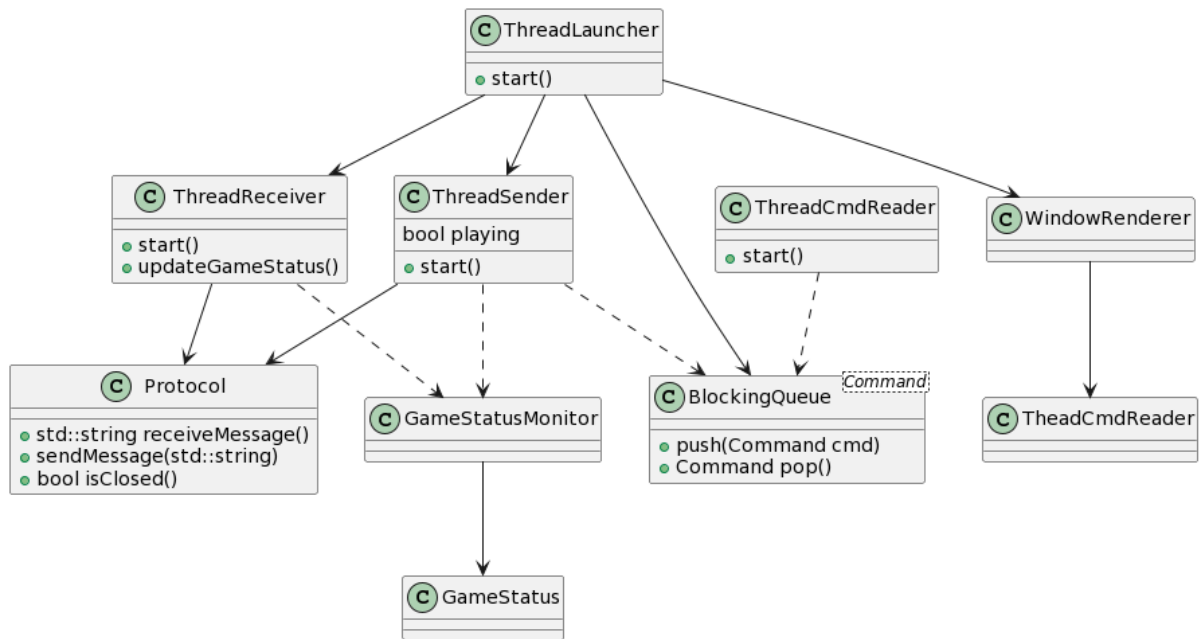 C ThreadLauncher
start()
C ThreadReceiver
start()
updateGameStatus()
C ThreadSender
bool playing
start()
C ThreadCmdReader
start()
C WindowRenderer
C Protocol
std::string receiveMessage()
sendMessage(std::string)
bool isClosed()
C GameStatusMonitor
C BlockingQueue
Command
push(Command cmd)
Command pop()
C TheadCmdReader
C GameStatus